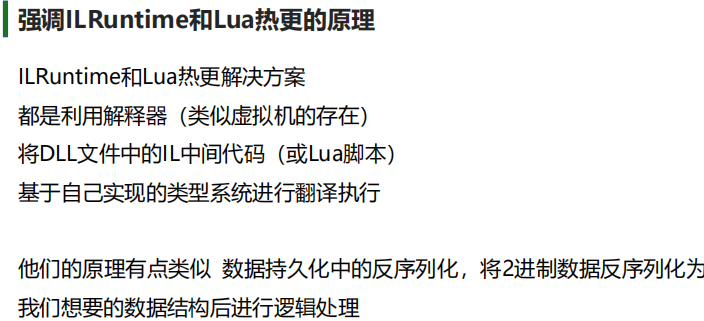 强调ILRuntime和Lua热更的原理
ILRuntime和Lua热更解决方案
都是利用解释器（类似虚拟机的存在）
将DLL文件中的IL中间代码（或Lua脚本）
基于自己实现的类型系统进行翻译执行
他们的原理有点类似 数据持久化中的反序列化，将2进制数据反序列化为
我们想要的数据结构后进行逻辑处理